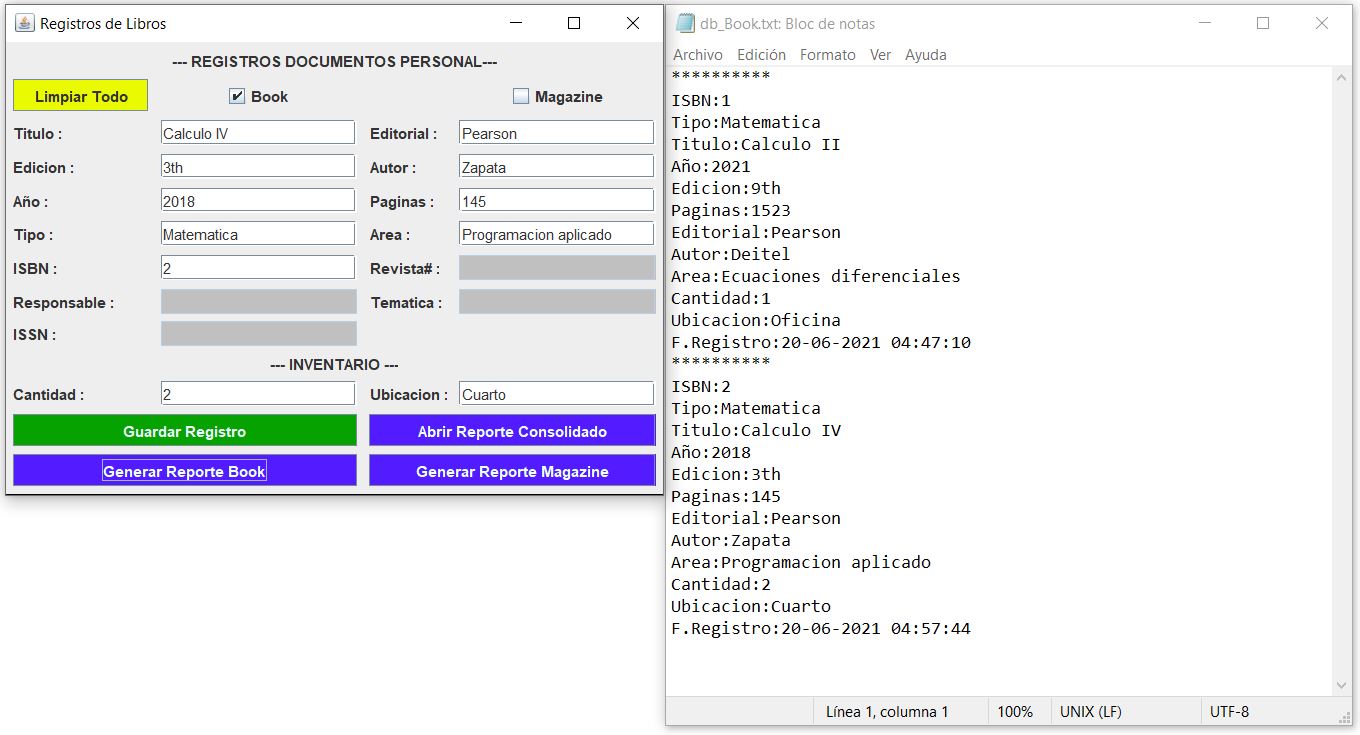 Registros de Libros
--- REGISTROS DOCUMENTOS PERSONAL---
Limpiar Todo Book Magazine
Titulo : Calculo IV Editorial : Pearson
Edicion : 3th Autor : Zapata
Año : 2018 Paginas : 145
Tipo : Matematica Area : Programacion aplicado
ISBN : 2 Revista# :
Responsable : Tematica :
ISSN :
--- INVENTARIO ---
Cantidad : 2 Ubicacion : Cuarto
Guardar Registro Abrir Reporte Consolidado
Generar Reporte Book Generar Reporte Magazine
db_Book.txt: Bloc de notas
Archivo Edición Formato Ver Ayuda
**********
ISBN:1
Tipo:Matematica
Titulo:Calculo II
Año:2021
Edicion:9th
Paginas:1523
Editorial:Pearson
Autor:Deitel
Area:Ecuaciones diferenciales
Cantidad:1
Ubicacion:Oficina
F.Registro:20-06-2021 04:47:10
**********
ISBN:2
Tipo:Matematica
Titulo:Calculo IV
Año:2018
Edicion:3th
Paginas:145
Editorial:Pearson
Autor:Zapata
Area:Programacion aplicado
Cantidad:2
Ubicacion:Cuarto
F.Registro:20-06-2021 04:57:44
Línea 1, columna 1 100% UNIX (LF) UTF-8